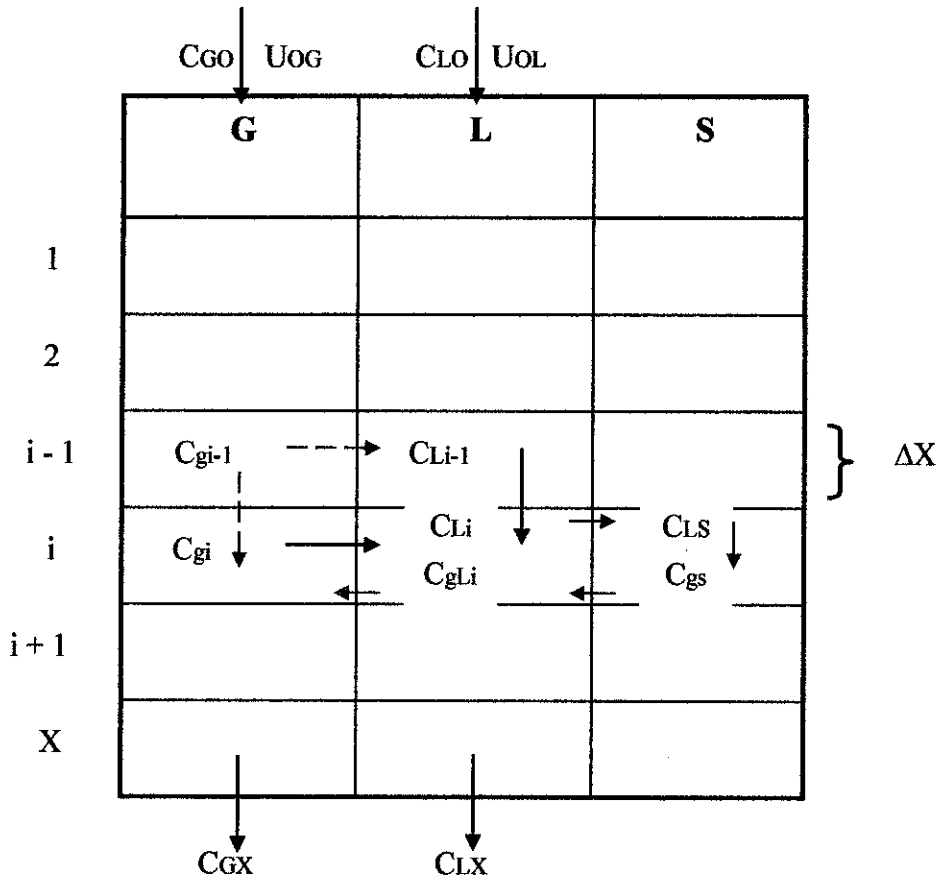 CGO UOG CLO UOL
G L S
1
2
i - 1 Cgi-1 CLi-1 ΔX
CLi CLS
i Cgi
CgLi Cgs
i + 1
X
CGX CLX